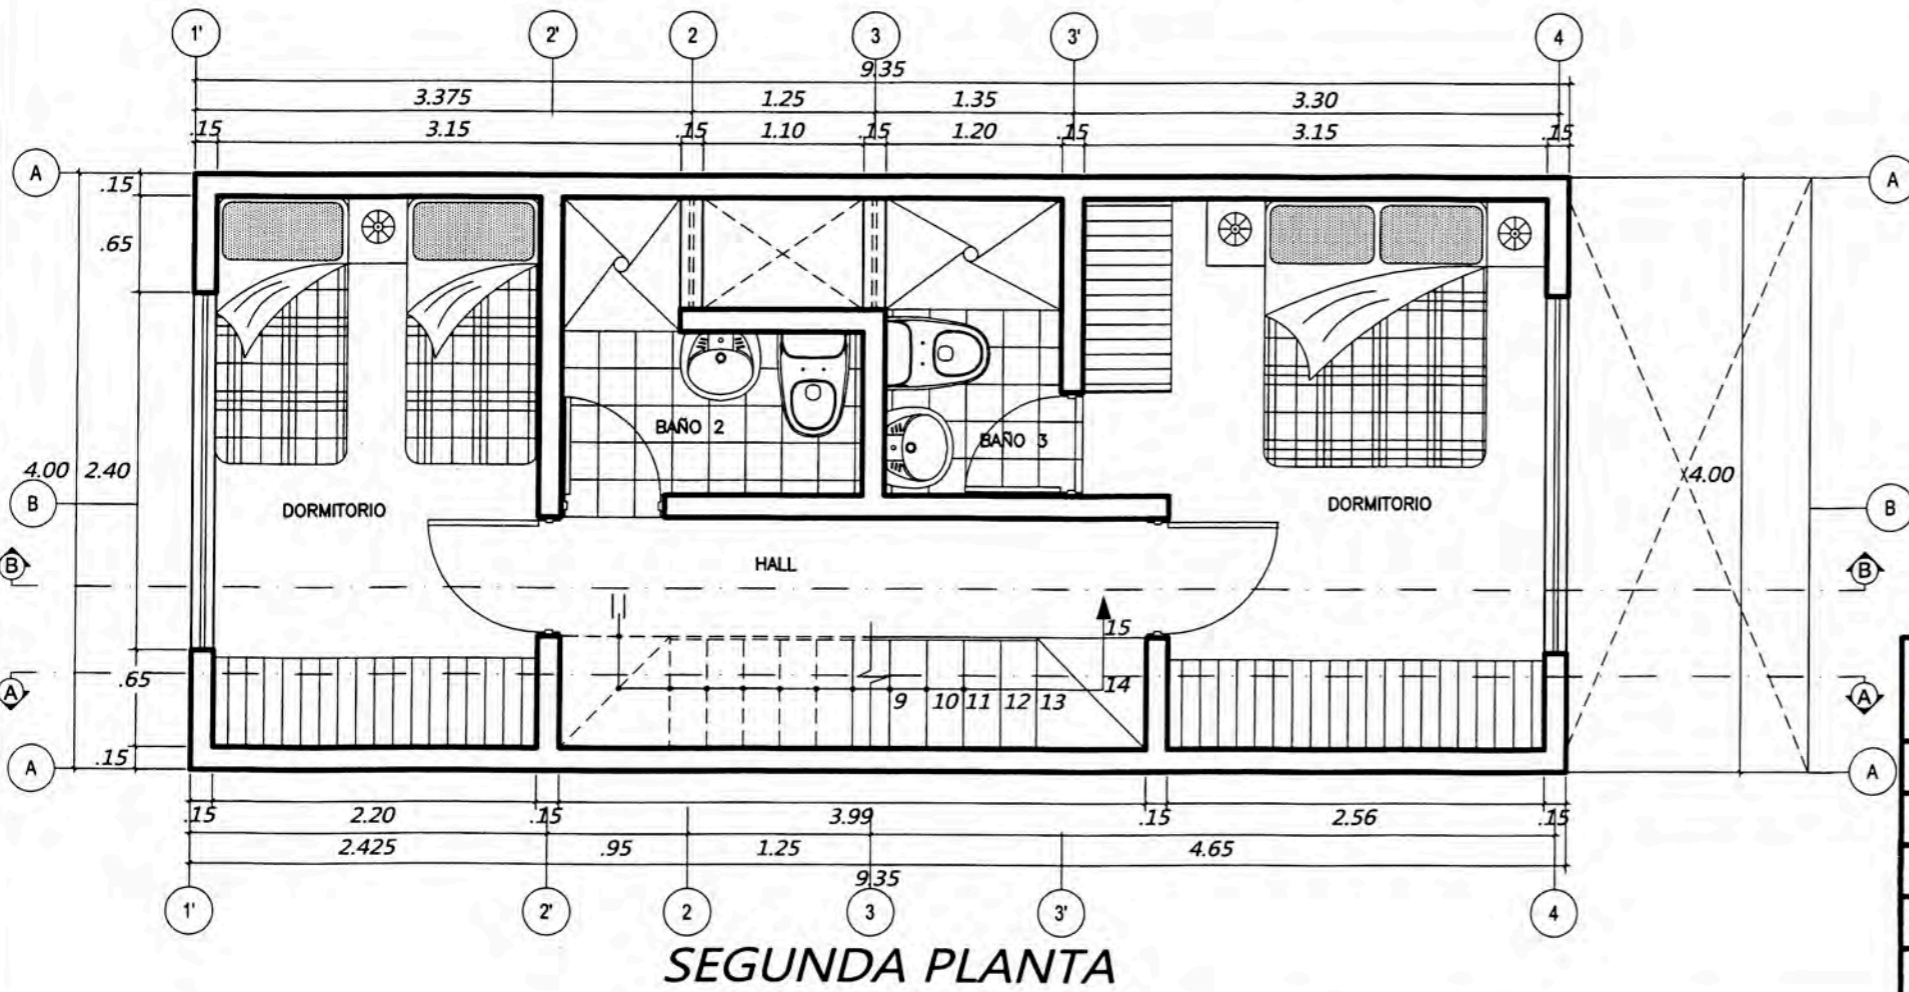 1' 2' 2 3 3' 4
9.35
3.375 1.25 1.35 3.30
.15 3.15 .15 1.10 .15 1.20 .15 3.15 .15
A .15 A
.65
BAÑO 2 BAÑO 3
4.00 2.40 4.00
B DORMITORIO DORMITORIO B
B HALL B
15
.65 14
A 9 10 11 12 13 A
.15
A A
.15 2.20 .15 3.99 .15 2.56 .15
2.425 .95 1.25 4.65
9.35
1' 2' 2 3 3' 4
SEGUNDA PLANTA